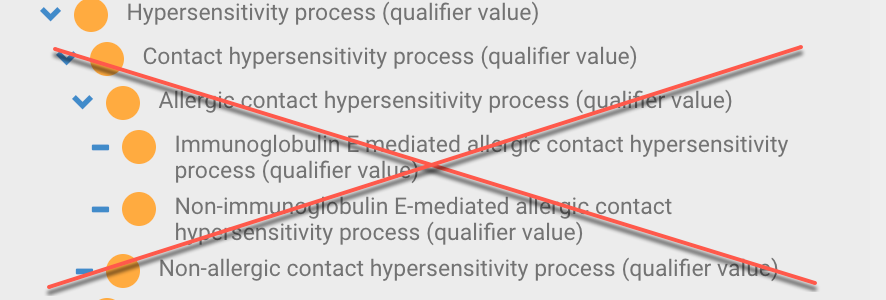 Hypersensitivity process (qualifier value)
Contact hypersensitivity process (qualifier value)
Allergic contact hypersensitivity process (qualifier value)
Immunoglobulin E-mediated allergic contact hypersensitivity
process (qualifier value)
Non-immunoglobulin E-mediated allergic contact
hypersensitivity process (qualifier value)
Non-allergic contact hypersensitivity process (qualifier value)